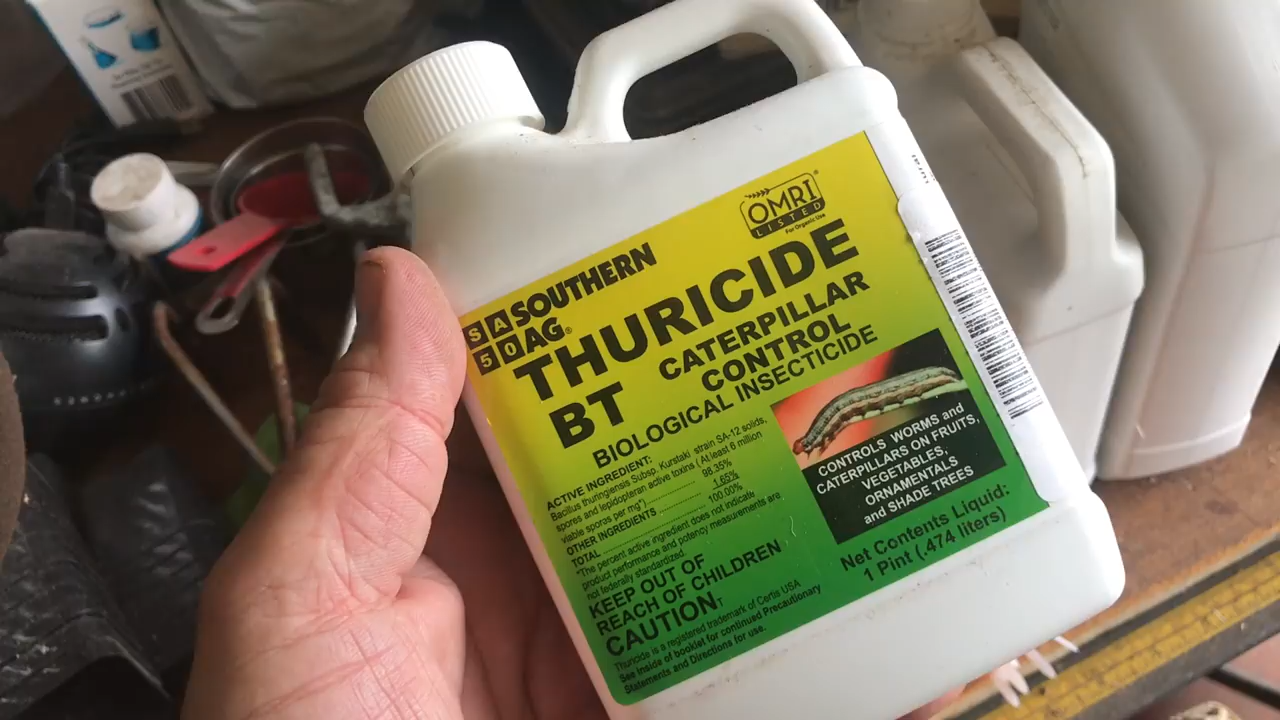 OMRI®
LISTED
For Organic Use
SOUTHERN
SA
50
AG®
THURICIDE
BT
CATERPILLAR
CONTROL
BIOLOGICAL INSECTICIDE
ACTIVE INGREDIENT:
Bacillus thuringiensis Subsp. Kurstaki strain SA-12 solids,
spores and lepidopteran active toxins (At least 6 million
viable spores per mg*) .......... 98.35%
OTHER INGREDIENTS .......... 1.65%
TOTAL .......... 100.00%
*The percent active ingredient does not indicate
product performance and potency measurements are
not federally standardized.
KEEP OUT OF
REACH OF CHILDREN
CAUTION
Thuricide is a registered trademark of Certis USA
See inside of booklet for continued Precautionary
Statements and Directions for use.
CONTROLS WORMS and
CATERPILLARS ON FRUITS,
VEGETABLES,
ORNAMENTALS
and SHADE TREES
Net Contents Liquid:
1 Pint (.474 liters)